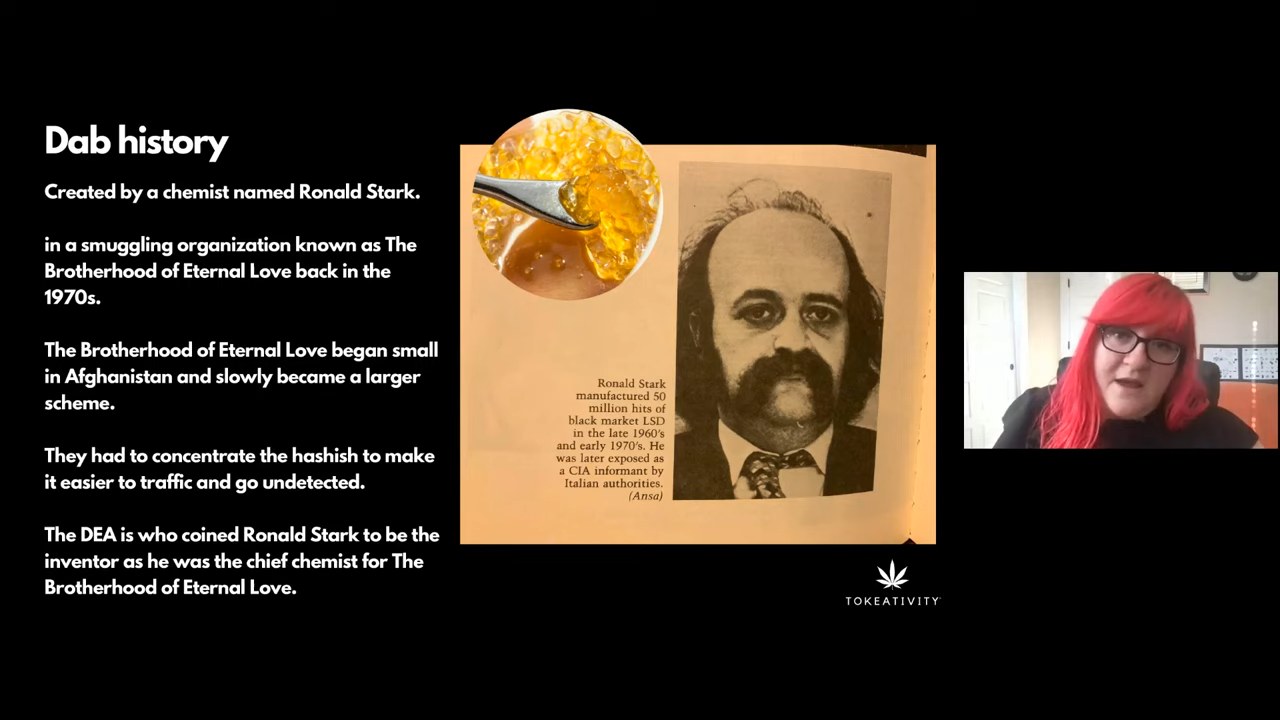 Dab history
Created by a chemist named Ronald Stark.
in a smuggling organization known as The
Brotherhood of Eternal Love back in the
1970s.
The Brotherhood of Eternal Love began small
in Afghanistan and slowly became a larger
scheme.
They had to concentrate the hashish to make
it easier to traffic and go undetected.
The DEA is who coined Ronald Stark to be the
inventor as he was the chief chemist for The
Brotherhood of Eternal Love.
Ronald Stark
manufactured 50
million hits of
black market LSD
in the late 1960's
and early 1970's. He
was later exposed as
a CIA informant by
Italian authorities.
(Ansa)
TOKEATIVITY